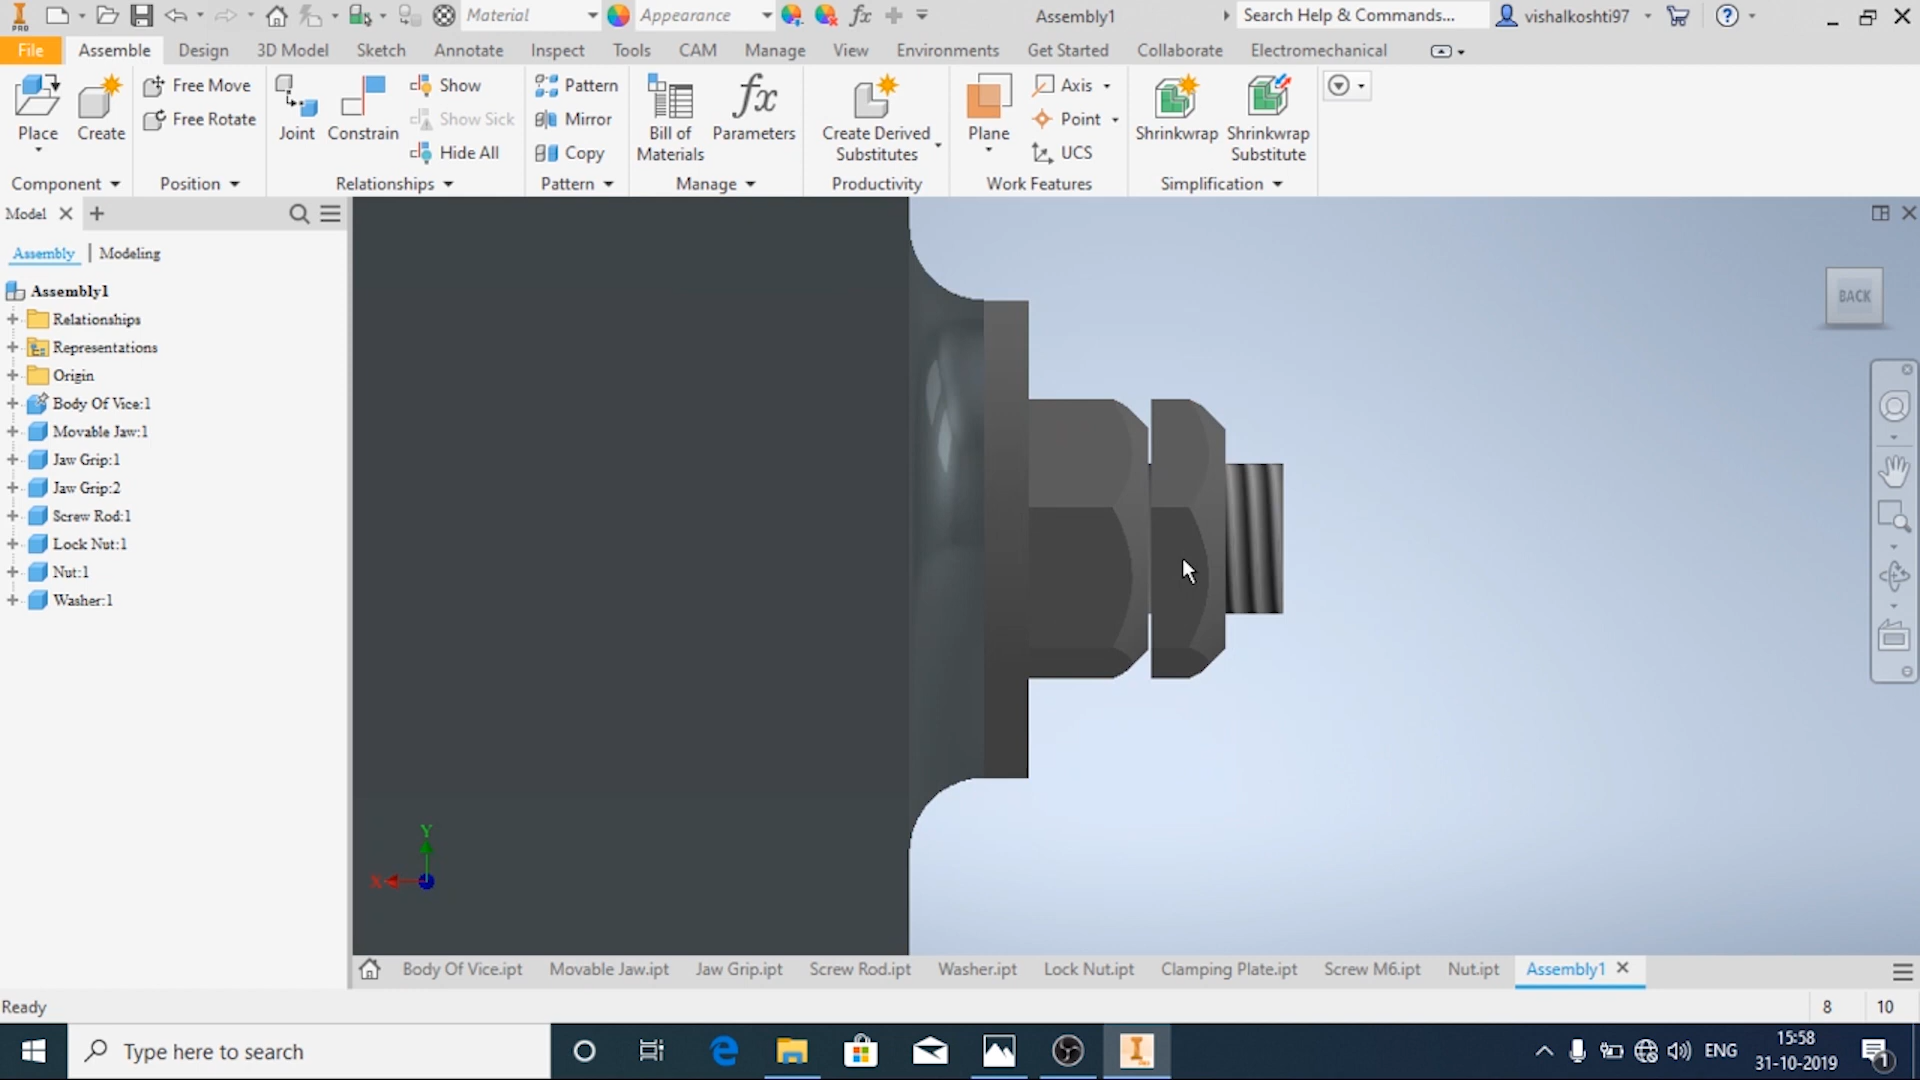 PRO
Material
Appearance
fx
Assembly1
Search Help & Commands...
vishalkoshti97
File
Assemble
Design
3D Model
Sketch
Annotate
Inspect
Tools
CAM
Manage
View
Environments
Get Started
Collaborate
Electromechanical
Place
Create
Free Move
Free Rotate
Joint
Constrain
Show
Show Sick
Hide All
Pattern
Mirror
Copy
Bill of
Materials
fx
Parameters
Create Derived
Substitutes
Plane
Axis
Point
UCS
Shrinkwrap
Shrinkwrap
Substitute
Component
Position
Relationships
Pattern
Manage
Productivity
Work Features
Simplification
Model
Assembly
Modeling
Assembly1
Relationships
Representations
Origin
Body Of Vice:1
Movable Jaw:1
Jaw Grip:1
Jaw Grip:2
Screw Rod:1
Lock Nut:1
Nut:1
Washer:1
BACK
Y
X
Body Of Vice.ipt
Movable Jaw.ipt
Jaw Grip.ipt
Screw Rod.ipt
Washer.ipt
Lock Nut.ipt
Clamping Plate.ipt
Screw M6.ipt
Nut.ipt
Assembly1
Ready
8
10
Type here to search
ENG
15:58
31-10-2019
1